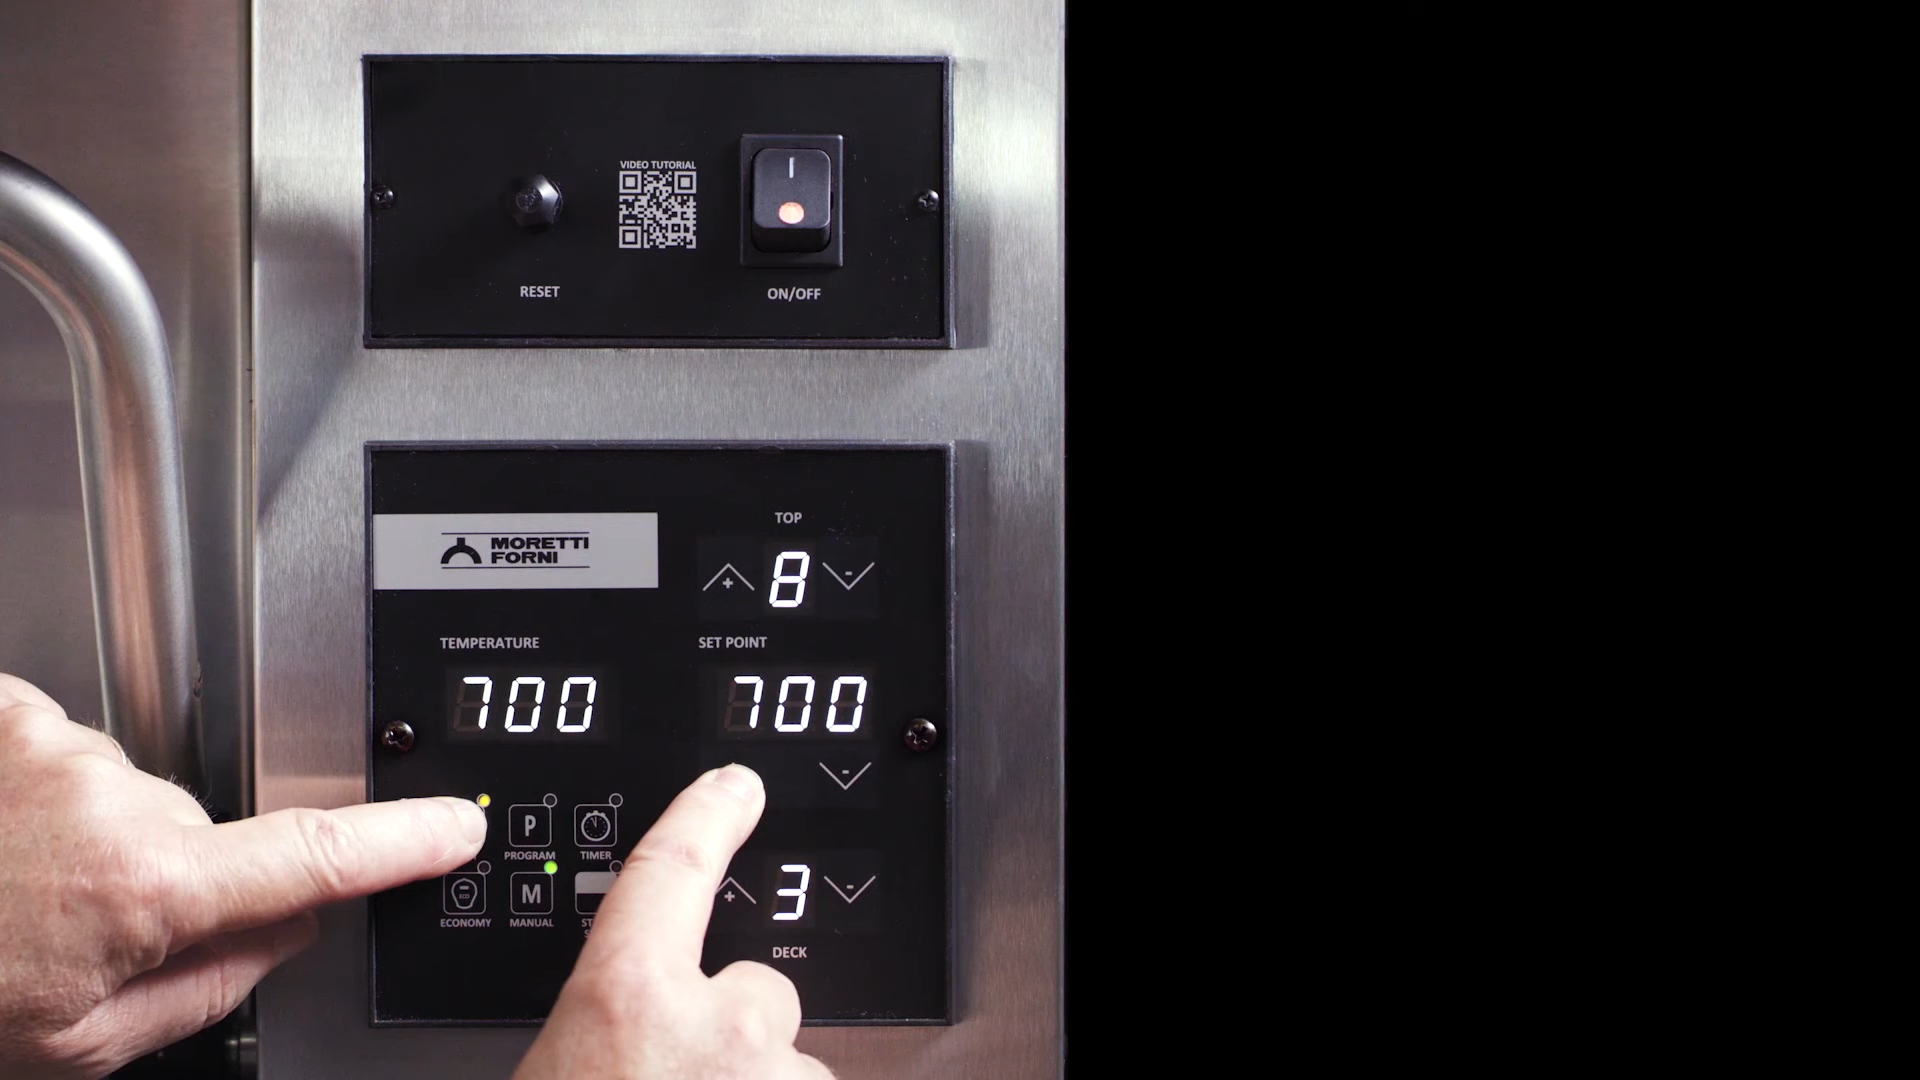 VIDEO TUTORIAL
RESET
ON/OFF
MORETTI
FORNI
TOP
+ 8 -
TEMPERATURE
SET POINT
700
700
-
P
PROGRAM
TIMER
ECO
ECONOMY
M
MANUAL
+ 3 -
DECK